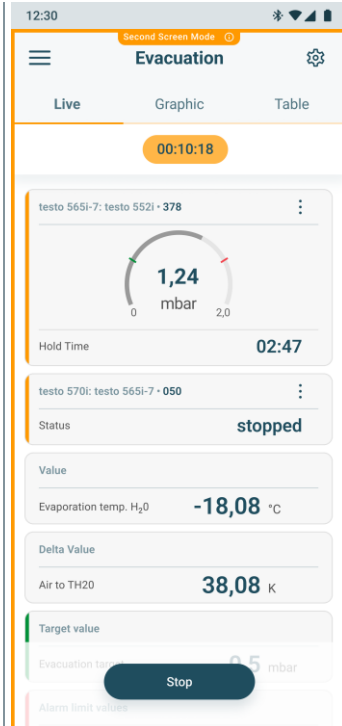 12:30
Second Screen Mode
Evacuation
Live Graphic Table
00:10:18
testo 565i-7: testo 552i • 378
1,24
mbar
0 2,0
Hold Time 02:47
testo 570i: testo 565i-7 • 050
Status stopped
Value
Evaporation temp. H₂0 -18,08 °C
Delta Value
Air to TH20 38,08 K
Target value
Evacuation target 0,5 mbar
Stop
Alarm limit values